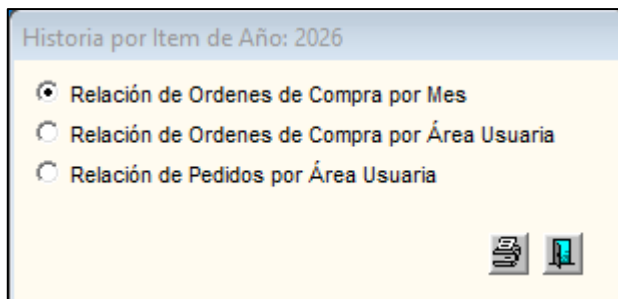 Historia por Item de Año: 2026
Relación de Ordenes de Compra por Mes
Relación de Ordenes de Compra por Área Usuaria
Relación de Pedidos por Área Usuaria